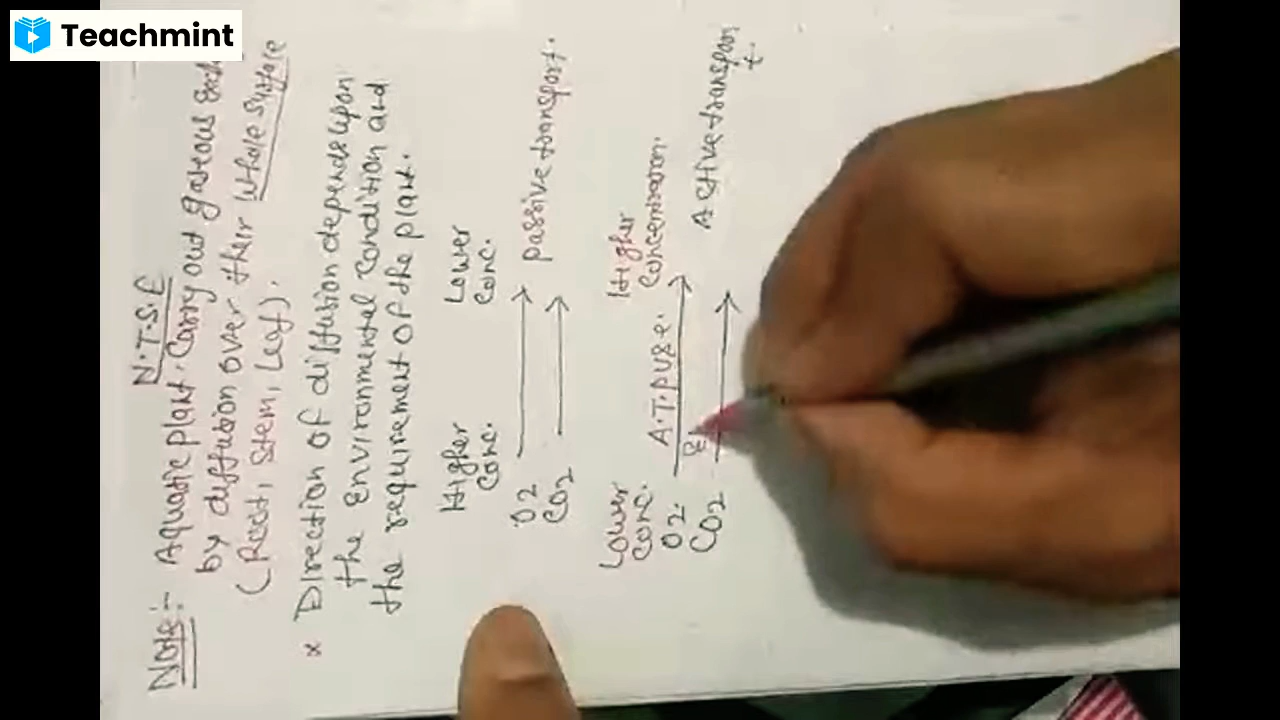 Teachmint
N.T.S.E
Note:- Aquatic plant. Carry out gaseous
by diffusion over their whole surface
(Root, stem, leaf).
× Direction of diffusion depends upon
the Environmental Condition and
the requirement of the plant.
Higher Conc. Lower Conc.
O2
CO2
passive transport.
Lower Conc. Higher Concentration.
O2. A.T.P use.
CO2
Active transport